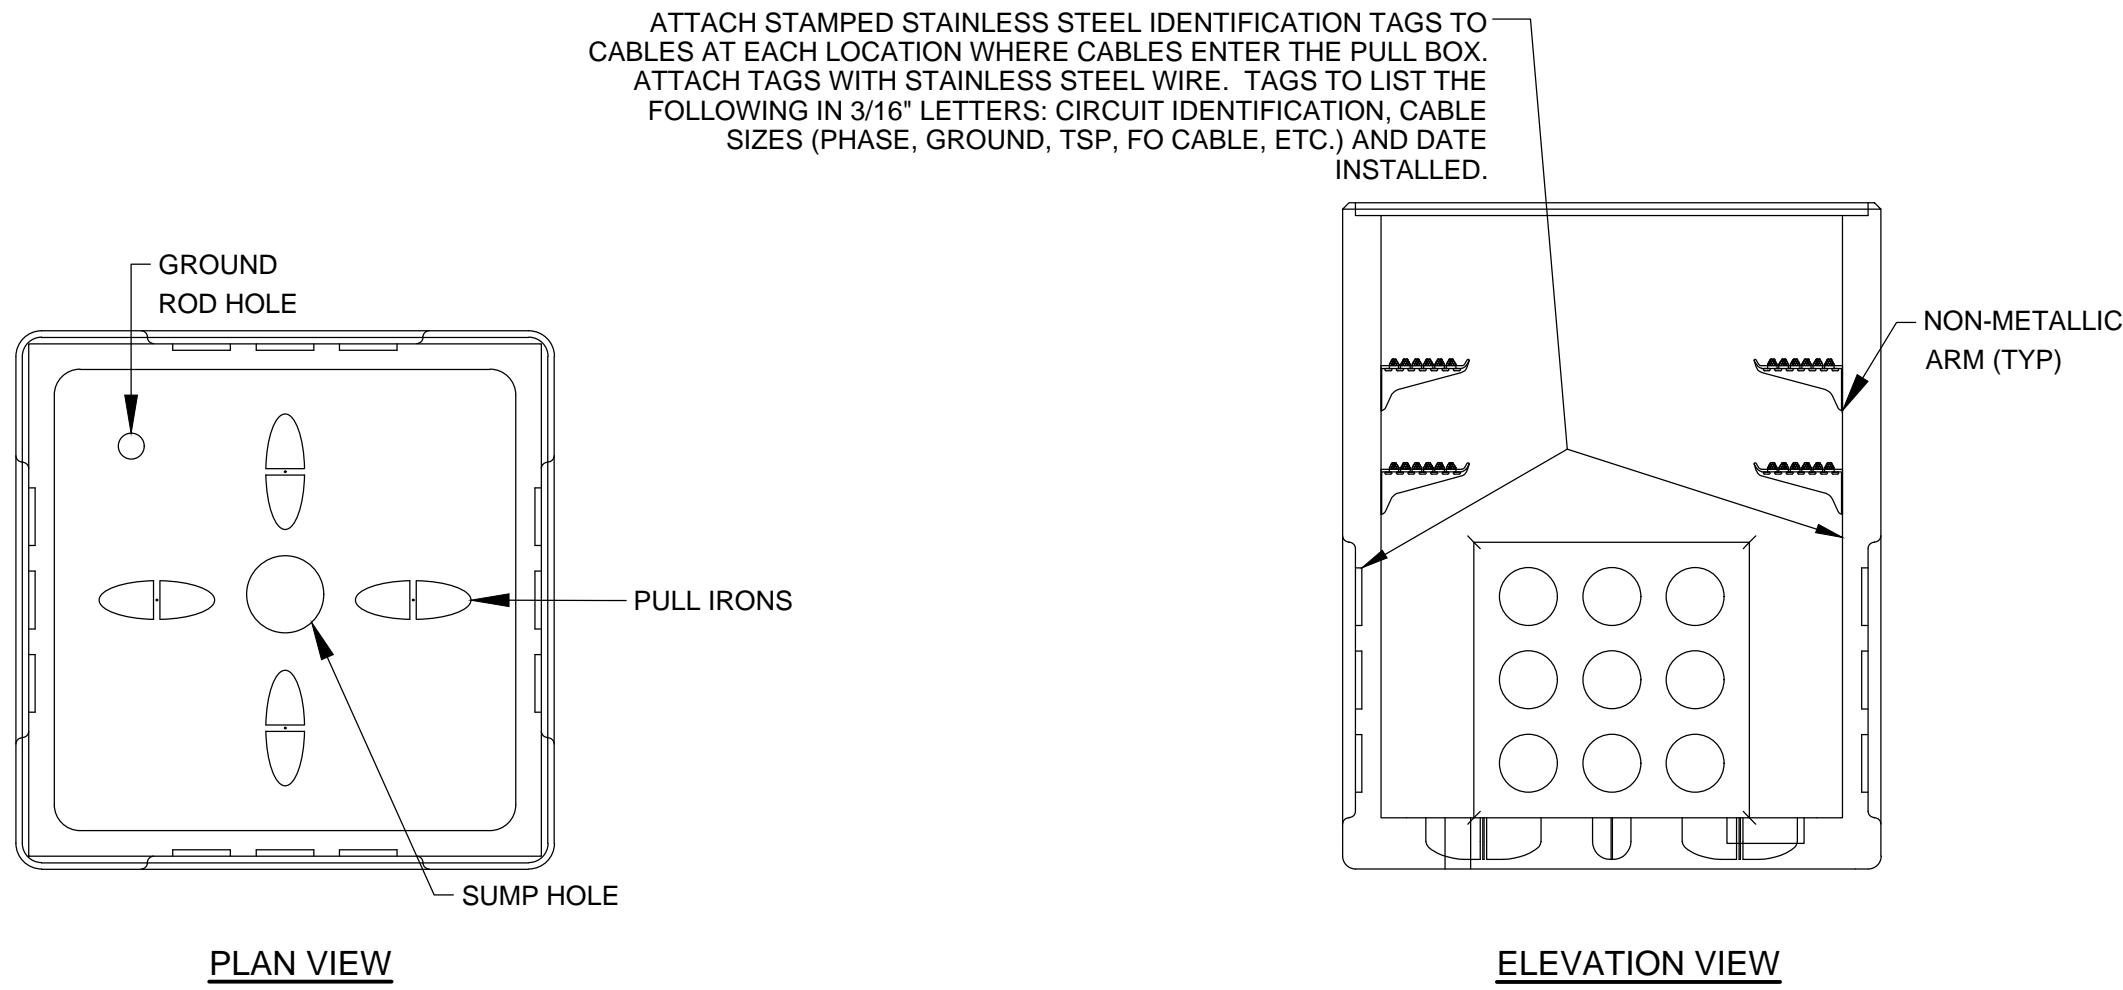 ATTACH STAMPED STAINLESS STEEL IDENTIFICATION TAGS TO
CABLES AT EACH LOCATION WHERE CABLES ENTER THE PULL BOX.
ATTACH TAGS WITH STAINLESS STEEL WIRE. TAGS TO LIST THE
FOLLOWING IN 3/16" LETTERS: CIRCUIT IDENTIFICATION, CABLE
SIZES (PHASE, GROUND, TSP, FO CABLE, ETC.) AND DATE
INSTALLED.
GROUND
ROD HOLE
NON-METALLIC
ARM (TYP)
PULL IRONS
SUMP HOLE
PLAN VIEW
ELEVATION VIEW